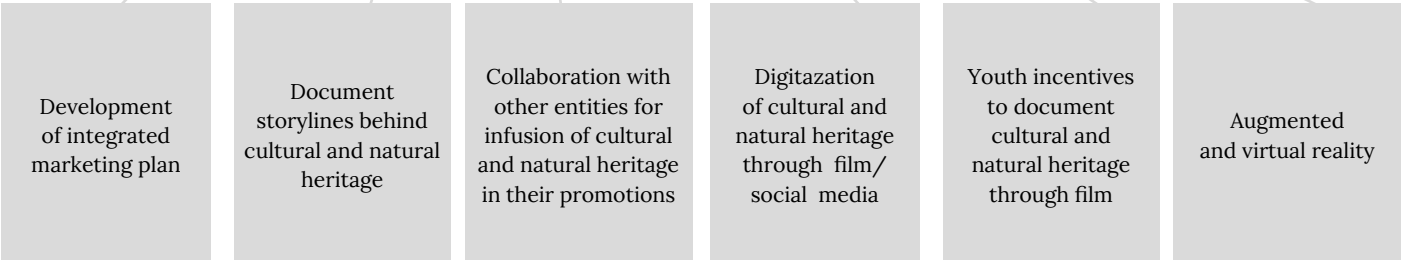 Development
of integrated
marketing plan
Document
storylines behind
cultural and natural
heritage
Collaboration with
other entities for
infusion of cultural
and natural heritage
in their promotions
Digitazation
of cultural and
natural heritage
through film/
social media
Youth incentives
to document
cultural and
natural heritage
through film
Augmented
and virtual reality